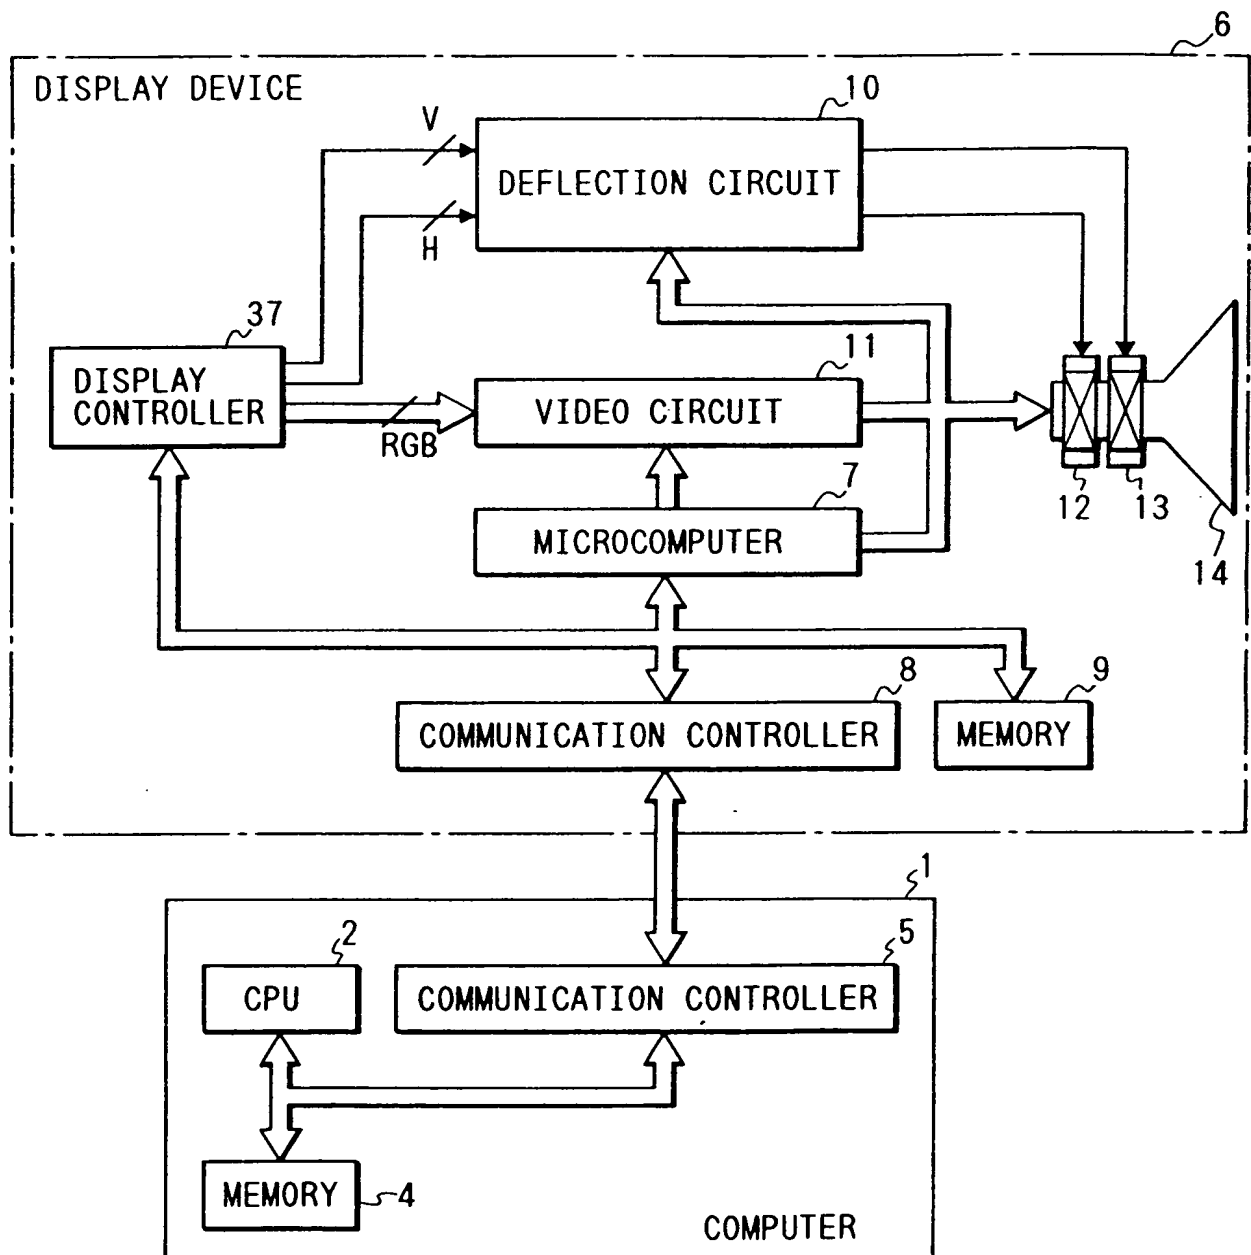 6
DISPLAY DEVICE
10
V
DEFLECTION CIRCUIT
H
37
11
DISPLAY
CONTROLLER
VIDEO CIRCUIT
RGB
7
12
13
MICROCOMPUTER
14
8
9
COMMUNICATION CONTROLLER
MEMORY
1
2
5
CPU
COMMUNICATION CONTROLLER
MEMORY
4
COMPUTER